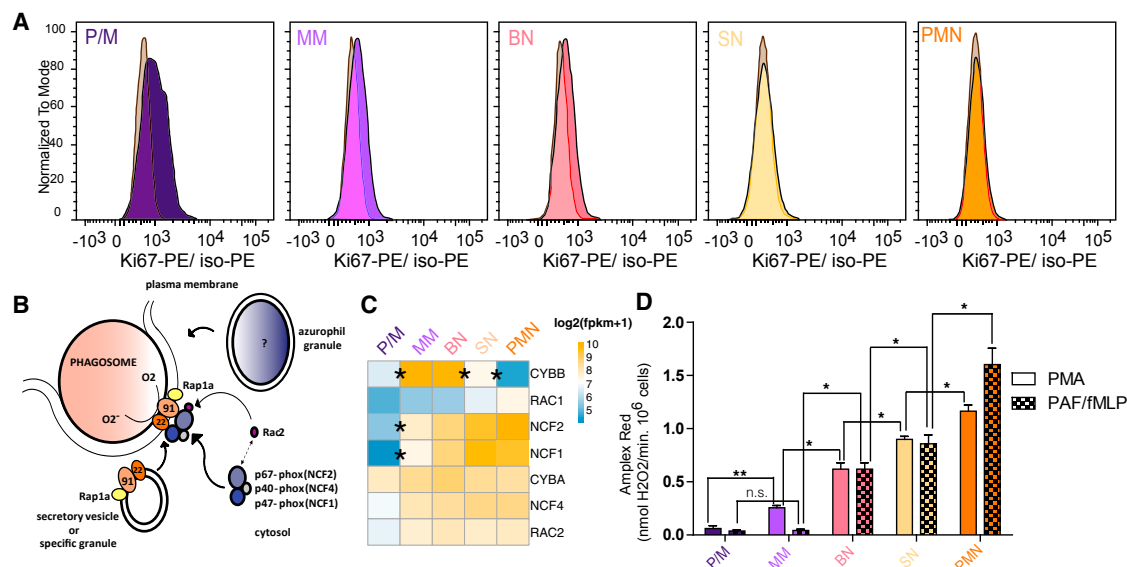 A
P/M
MM
BN
SN
PMN
Normalized To Mode
100
80
60
40
20
0
-10³ 0 10³ 10⁴ 10⁵
-10³ 0 10³ 10⁴ 10⁵
-10³ 0 10³ 10⁴ 10⁵
-10³ 0 10³ 10⁴ 10⁵
-10³ 0 10³ 10⁴ 10⁵
Ki67-PE/ iso-PE
Ki67-PE/ iso-PE
Ki67-PE/ iso-PE
Ki67-PE/ iso-PE
Ki67-PE/ iso-PE
B
plasma membrane
?
azurophil
granule
PHAGOSOME
O2
Rap1a
91
22
O2⁻
Rac2
22
91
Rap1a
p67-phox(NCF2)
p40-phox(NCF4)
p47-phox(NCF1)
secretory vesicle
or
specific granule
cytosol
C
P/M MM BN SN PMN
log2(fpkm+1)
10
9
8
7
6
5
* * * CYBB
RAC1
* NCF2
* NCF1
CYBA
NCF4
RAC2
D
Amplex Red
(nmol H2O2/min. 10⁶ cells)
2.0
1.5
1.0
0.5
0.0
**
n.s.
*
*
*
*
*
*
*
PMA
PAF/fMLP
P/M MM BN SN PMN